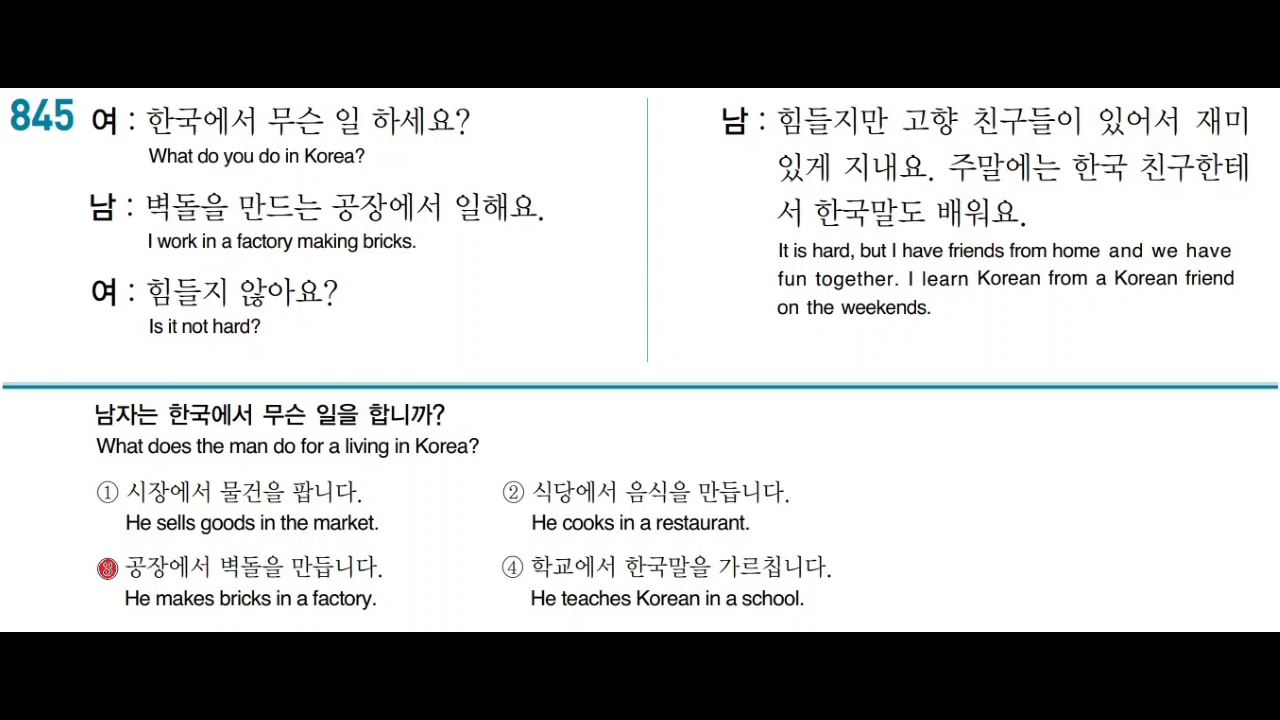 845 여 : 한국에서 무슨 일 하세요?
What do you do in Korea?
남 : 벽돌을 만드는 공장에서 일해요.
I work in a factory making bricks.
여 : 힘들지 않아요?
Is it not hard?
남 : 힘들지만 고향 친구들이 있어서 재미
있게 지내요. 주말에는 한국 친구한테
서 한국말도 배워요.
It is hard, but I have friends from home and we have
fun together. I learn Korean from a Korean friend
on the weekends.
남자는 한국에서 무슨 일을 합니까?
What does the man do for a living in Korea?
① 시장에서 물건을 팝니다.
He sells goods in the market.
② 식당에서 음식을 만듭니다.
He cooks in a restaurant.
③ 공장에서 벽돌을 만듭니다.
He makes bricks in a factory.
④ 학교에서 한국말을 가르칩니다.
He teaches Korean in a school.